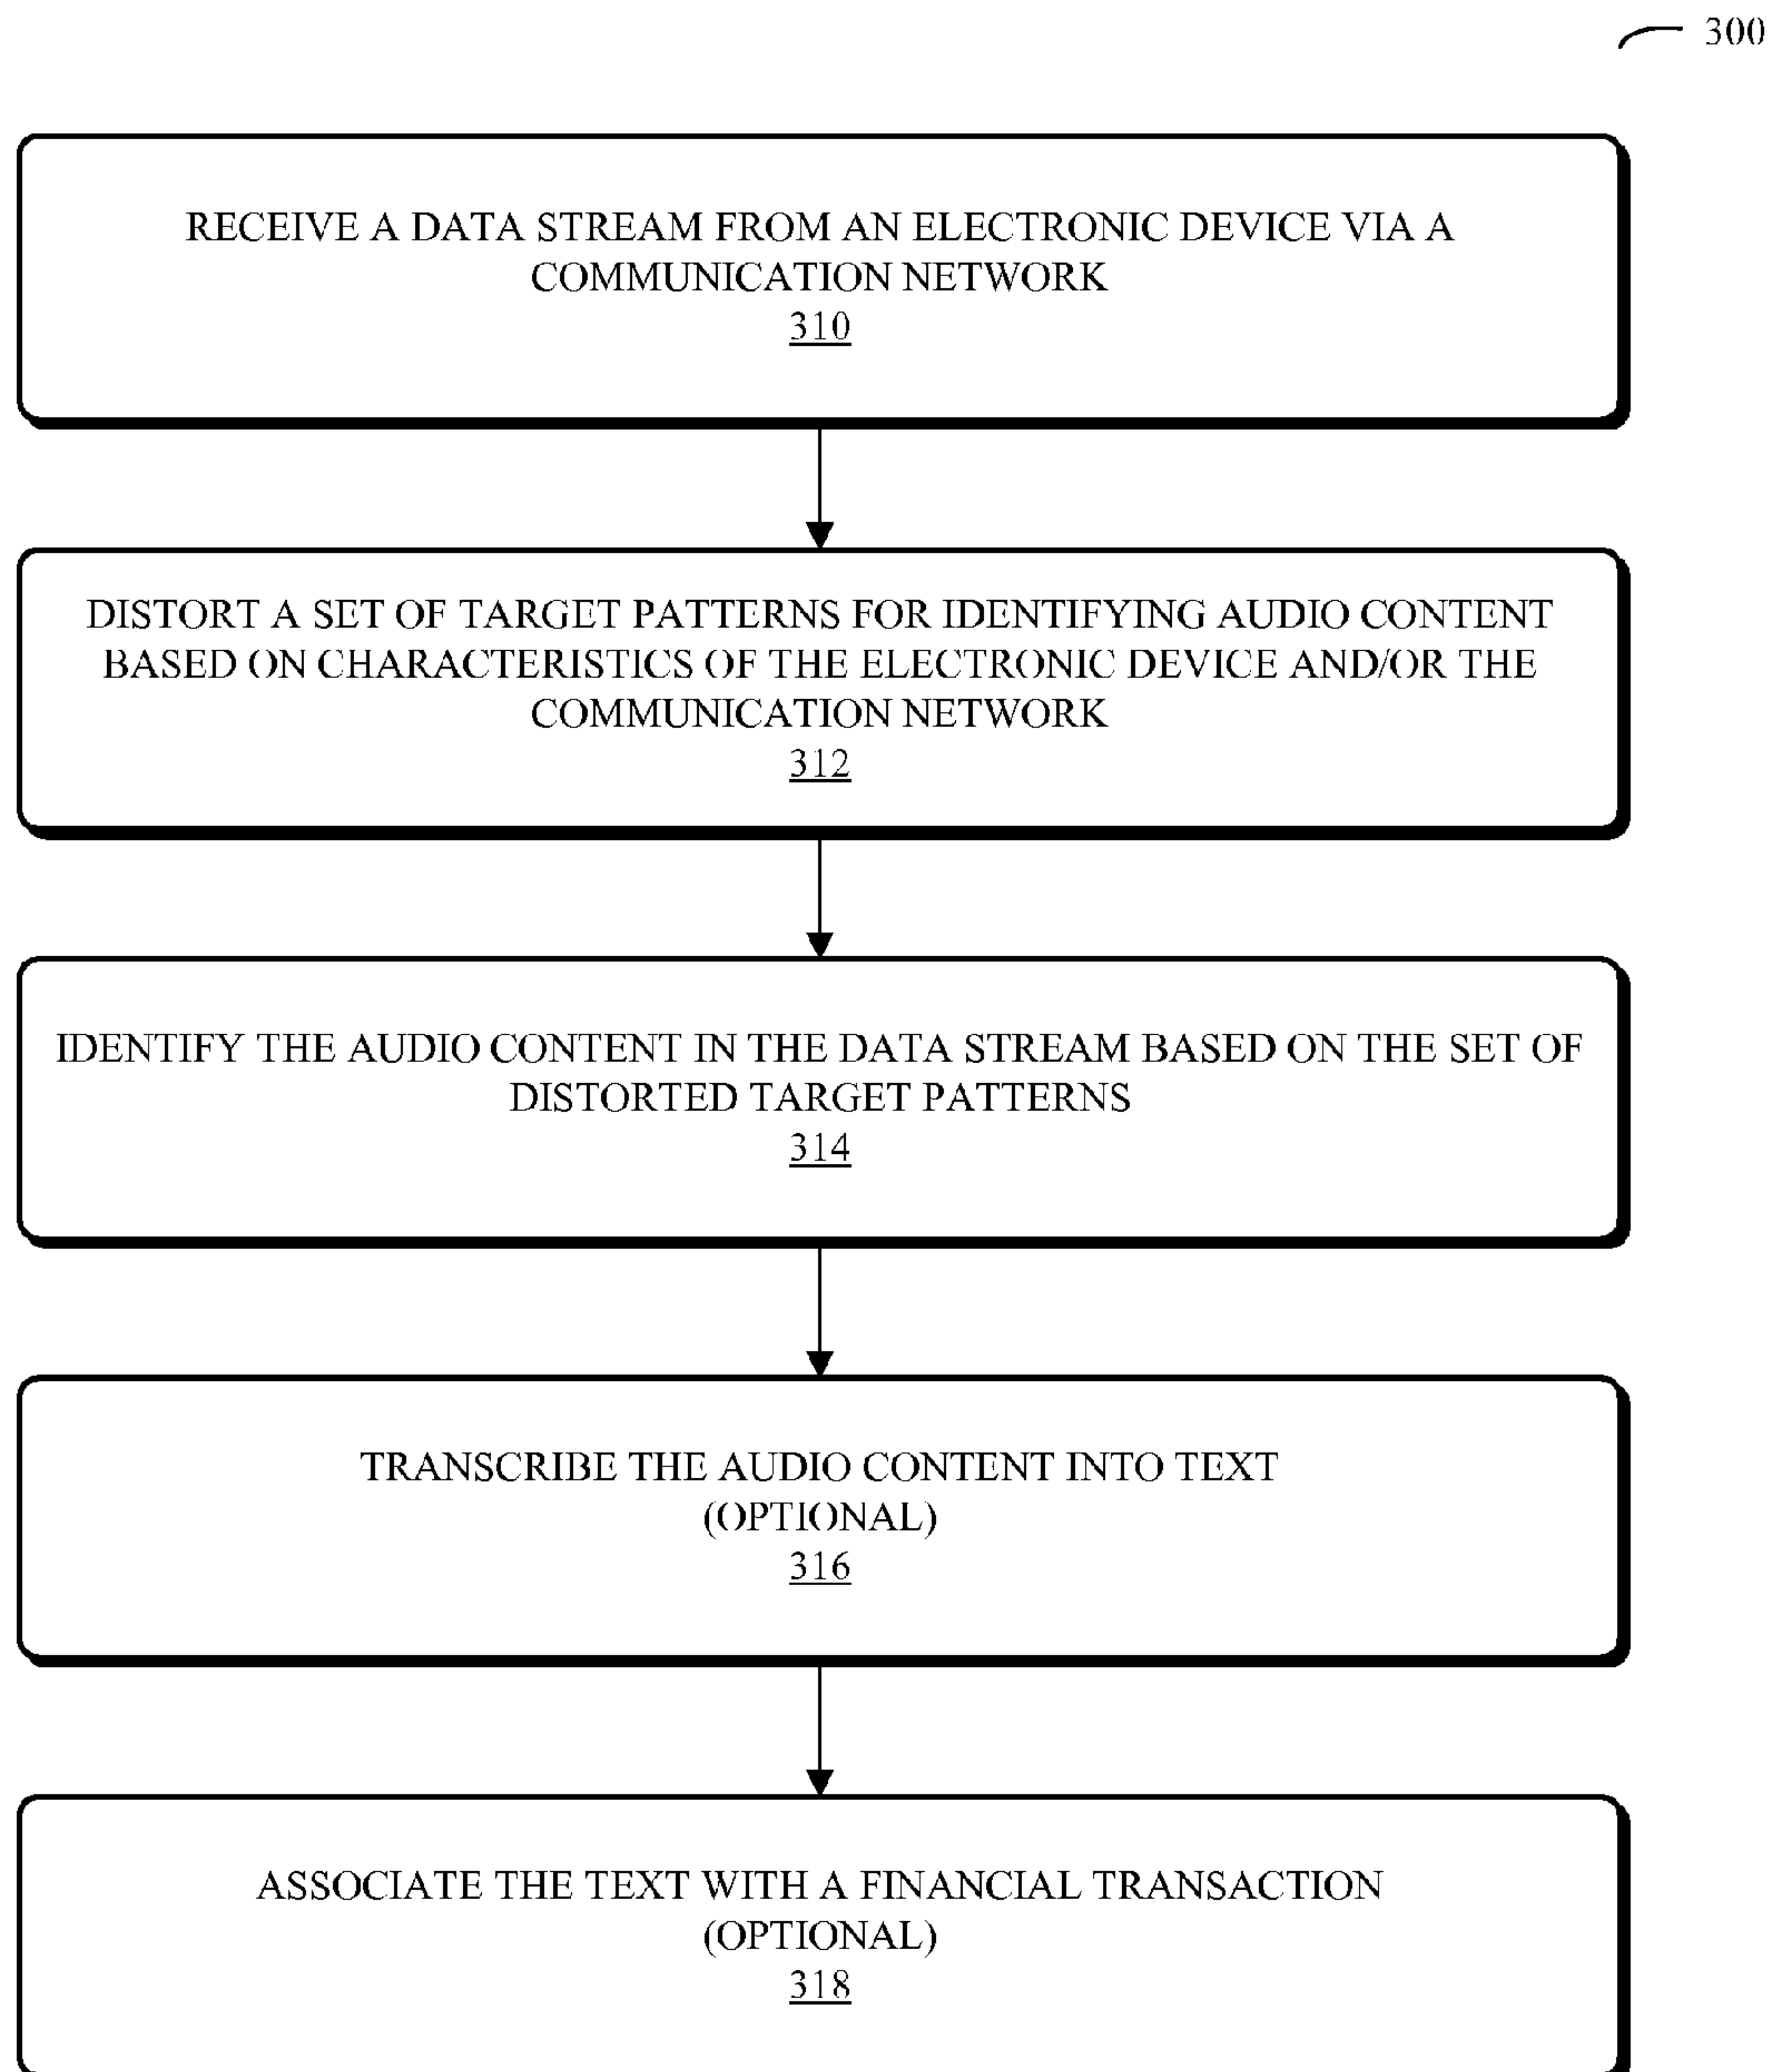 300
RECEIVE A DATA STREAM FROM AN ELECTRONIC DEVICE VIA A
COMMUNICATION NETWORK
310
DISTORT A SET OF TARGET PATTERNS FOR IDENTIFYING AUDIO CONTENT
BASED ON CHARACTERISTICS OF THE ELECTRONIC DEVICE AND/OR THE
COMMUNICATION NETWORK
312
IDENTIFY THE AUDIO CONTENT IN THE DATA STREAM BASED ON THE SET OF
DISTORTED TARGET PATTERNS
314
TRANSCRIBE THE AUDIO CONTENT INTO TEXT
(OPTIONAL)
316
ASSOCIATE THE TEXT WITH A FINANCIAL TRANSACTION
(OPTIONAL)
318